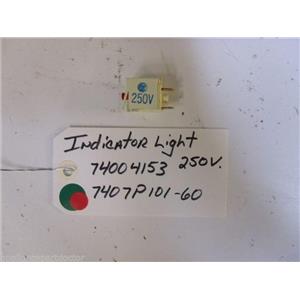 250V
INDICATOR Light
74004153 250V.
7407P101-60